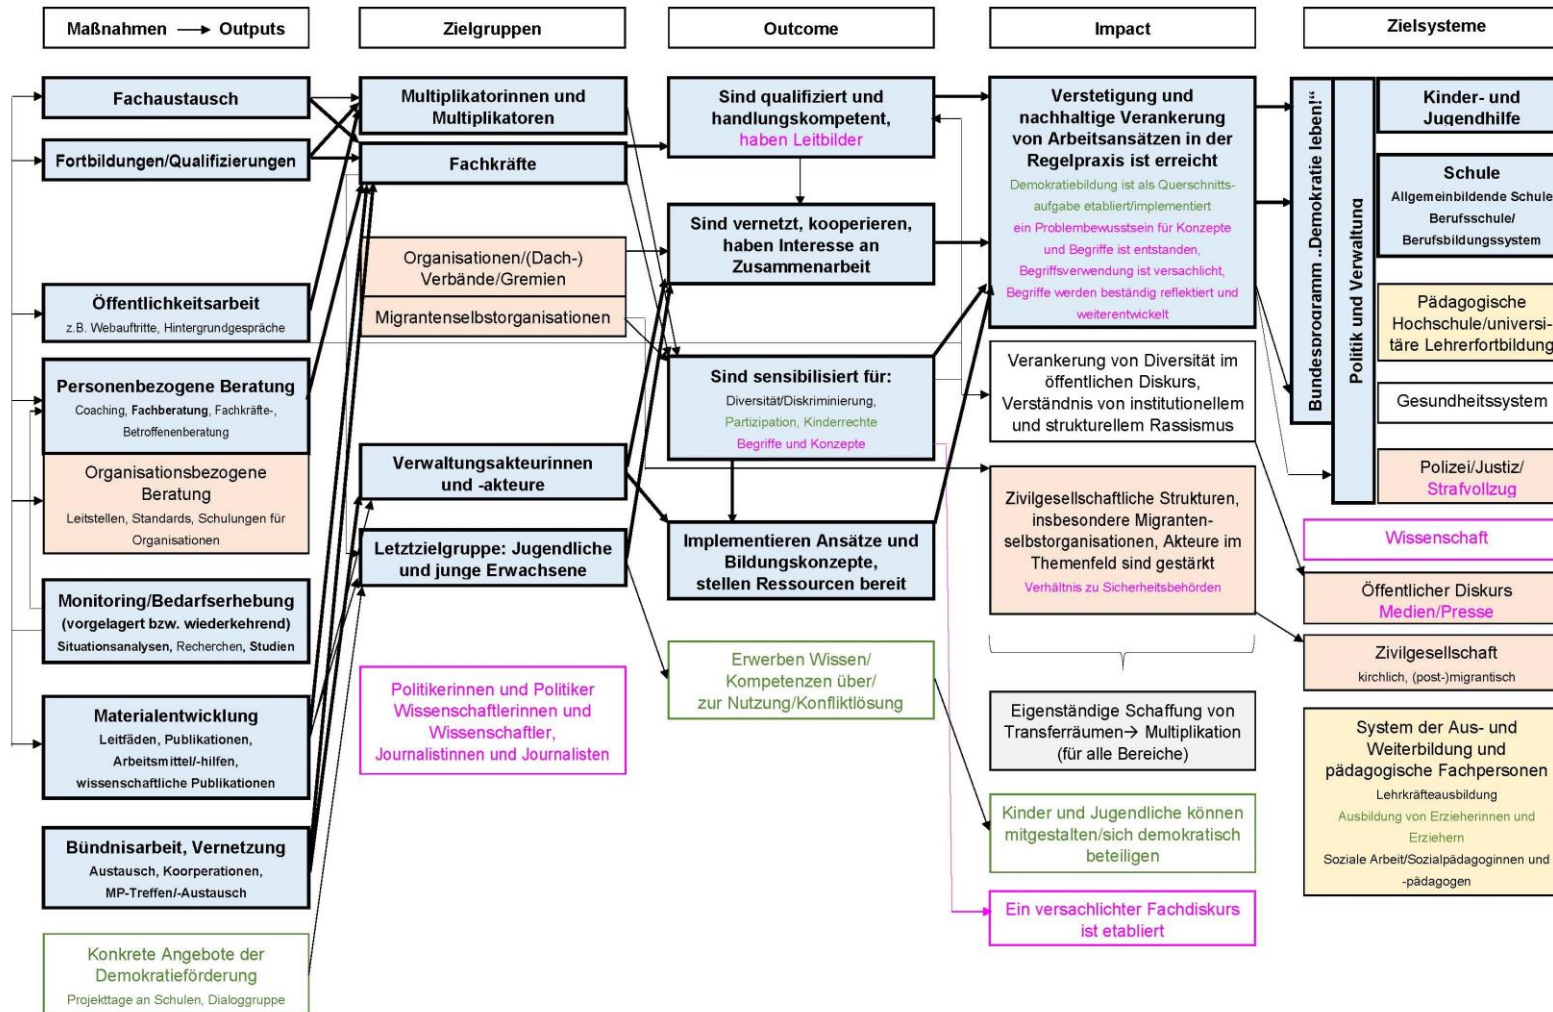 Maßnahmen → Outputs
Zielgruppen
Outcome
Impact
Zielsysteme
Fachaustausch
Fortbildungen/Qualifizierungen
Öffentlichkeitsarbeit
z.B. Webauftritte, Hintergrundgespräche
Personenbezogene Beratung
Coaching, Fachberatung, Fachkräfte-,
Betroffenenberatung
Organisationsbezogene
Beratung
Leitstellen, Standards, Schulungen für
Organisationen
Monitoring/Bedarfserhebung
(vorgelagert bzw. wiederkehrend)
Situationsanalysen, Recherchen, Studien
Materialentwicklung
Leitfäden, Publikationen,
Arbeitsmittel/-hilfen,
wissenschaftliche Publikationen
Bündnisarbeit, Vernetzung
Austausch, Koorperationen,
MP-Treffen/-Austausch
Konkrete Angebote der
Demokratieförderung
Projekttage an Schulen, Dialoggruppe
Multiplikatorinnen und
Multiplikatoren
Fachkräfte
Organisationen/(Dach-)
Verbände/Gremien
Migrantenselbstorganisationen
Verwaltungsakteurinnen
und -akteure
Letztzielgruppe: Jugendliche
und junge Erwachsene
Politikerinnen und Politiker
Wissenschaftlerinnen und
Wissenschaftler,
Journalistinnen und Journalisten
Sind qualifiziert und
handlungskompetent,
haben Leitbilder
Sind vernetzt, kooperieren,
haben Interesse an
Zusammenarbeit
Sind sensibilisiert für:
Diversität/Diskriminierung,
Partizipation, Kinderrechte
Begriffe und Konzepte
Implementieren Ansätze und
Bildungskonzepte,
stellen Ressourcen bereit
Erwerben Wissen/
Kompetenzen über/
zur Nutzung/Konfliktlösung
Verstetigung und
nachhaltige Verankerung
von Arbeitsansätzen in der
Regelpraxis ist erreicht
Demokratiebildung ist als Querschnitts-
aufgabe etabliert/implementiert
ein Problembewusstsein für Konzepte
und Begriffe ist entstanden,
Begriffsverwendung ist versachlicht,
Begriffe werden beständig reflektiert und
weiterentwickelt
Verankerung von Diversität im
öffentlichen Diskurs,
Verständnis von institutionellem
und strukturellem Rassismus
Zivilgesellschaftliche Strukturen,
insbesondere Migranten-
selbstorganisationen, Akteure im
Themenfeld sind gestärkt
Verhältnis zu Sicherheitsbehörden
Eigenständige Schaffung von
Transferräumen→ Multiplikation
(für alle Bereiche)
Kinder und Jugendliche können
mitgestalten/sich demokratisch
beteiligen
Ein versachlichter Fachdiskurs
ist etabliert
Bundesprogramm „Demokratie leben!“
Politik und Verwaltung
Kinder- und
Jugendhilfe
Schule
Allgemeinbildende Schule
Berufsschule/
Berufsbildungssystem
Pädagogische
Hochschule/universi-
täre Lehrerfortbildung
Gesundheitssystem
Polizei/Justiz/
Strafvollzug
Wissenschaft
Öffentlicher Diskurs
Medien/Presse
Zivilgesellschaft
kirchlich, (post-)migrantisch
System der Aus- und
Weiterbildung und
pädagogische Fachpersonen
Lehrkräfteausbildung
Ausbildung von Erzieherinnen und
Erziehern
Soziale Arbeit/Sozialpädagoginnen und
-pädagogen